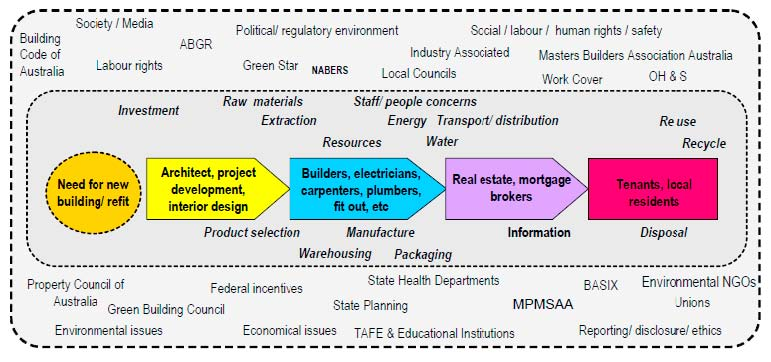 Society / Media
Political/ regulatory environment
Social / labour / human rights / safety
Building
Code of
Australia
ABGR
Industry Associated
Masters Builders Association Australia
Labour rights
Green Star
NABERS
Local Councils
Work Cover
OH & S
Investment
Raw materials
Extraction
Staff/ people concerns
Energy
Transport/ distribution
Re use
Resources
Water
Recycle
Need for new
building/ refit
Architect, project
development,
interior design
Builders, electricians,
carpenters, plumbers,
fit out, etc
Real estate, mortgage
brokers
Tenants, local
residents
Product selection
Manufacture
Information
Disposal
Warehousing
Packaging
Property Council of
Australia
Federal incentives
State Health Departments
BASIX
Environmental NGOs
Green Building Council
State Planning
MPMSAA
Unions
Environmental issues
Economical issues
TAFE & Educational Institutions
Reporting/ disclosure/ ethics